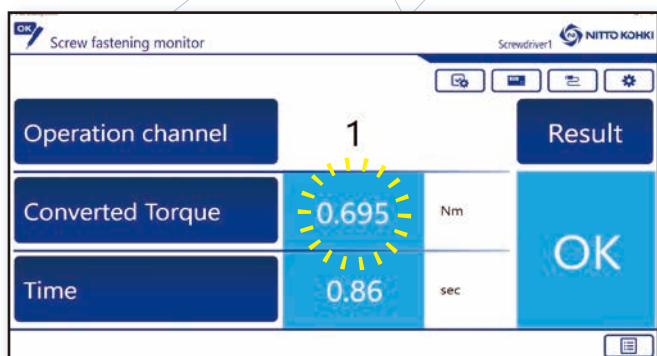 OK
Screw fastening monitor
Screwdriver1
NITTO KOHKI
Operation channel
1
Result
Converted Torque
0.695
Nm
OK
Time
0.86
sec